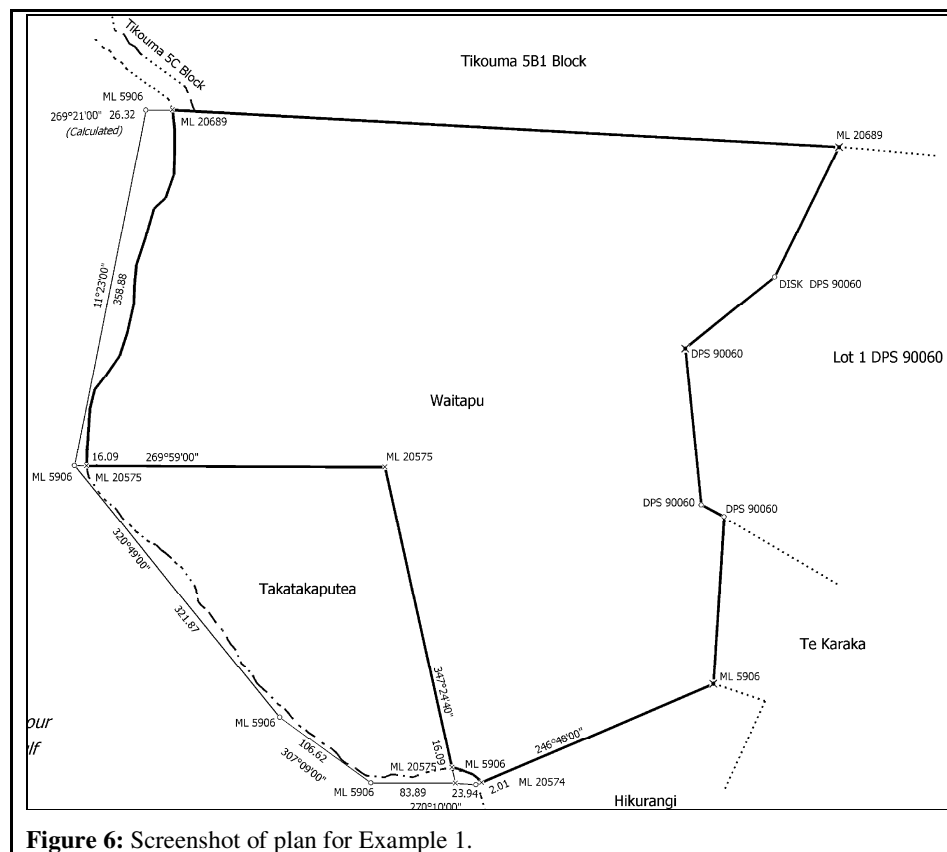 Tikouma 5C Block
Tikouma 5B1 Block
ML 5906
269°21'00" 26.32
(Calculated)
ML 20689
ML 20689
11°23'00"
358.88
DISK DPS 90060
DPS 90060
Lot 1 DPS 90060
Waitapu
16.09
269°59'00"
ML 20575
ML 5906
ML 20575
DPS 90060
DPS 90060
320°49'00"
321.87
Takatakaputea
Te Karaka
347°24'40"
ML 5906
246°48'00"
ML 5906
our
lf
106.62
307°09'00"
16.09
ML 20575
ML 5906
ML 5906
83.89
23.94
2.01
ML 20574
270°10'00"
Hikurangi
Figure 6: Screenshot of plan for Example 1.